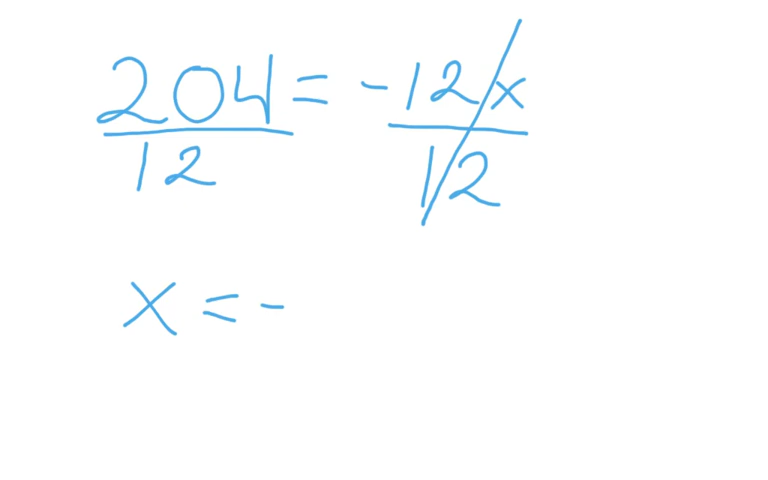 204 = -12x
12 12
x = -